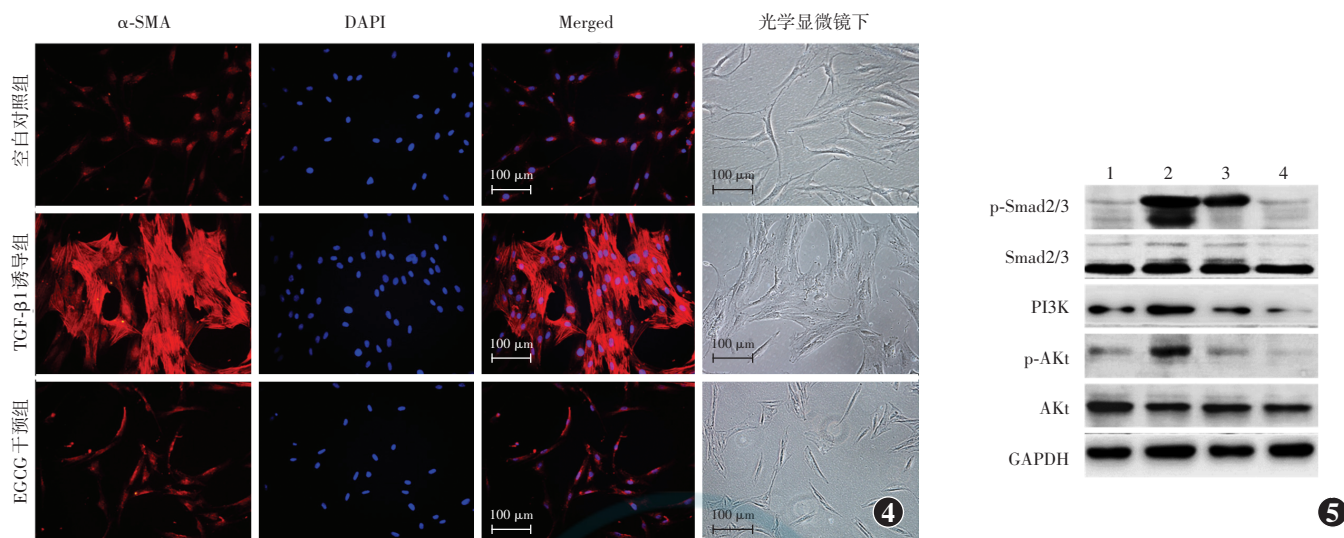 α-SMA DAPI Merged 光学显微镜下
空白对照组
100 μm 100 μm
TGF-β1诱导组
100 μm 100 μm
EGCG干预组
100 μm 100 μm
4
1 2 3 4
p-Smad2/3
Smad2/3
PI3K
p-AKt
AKt
GAPDH
5